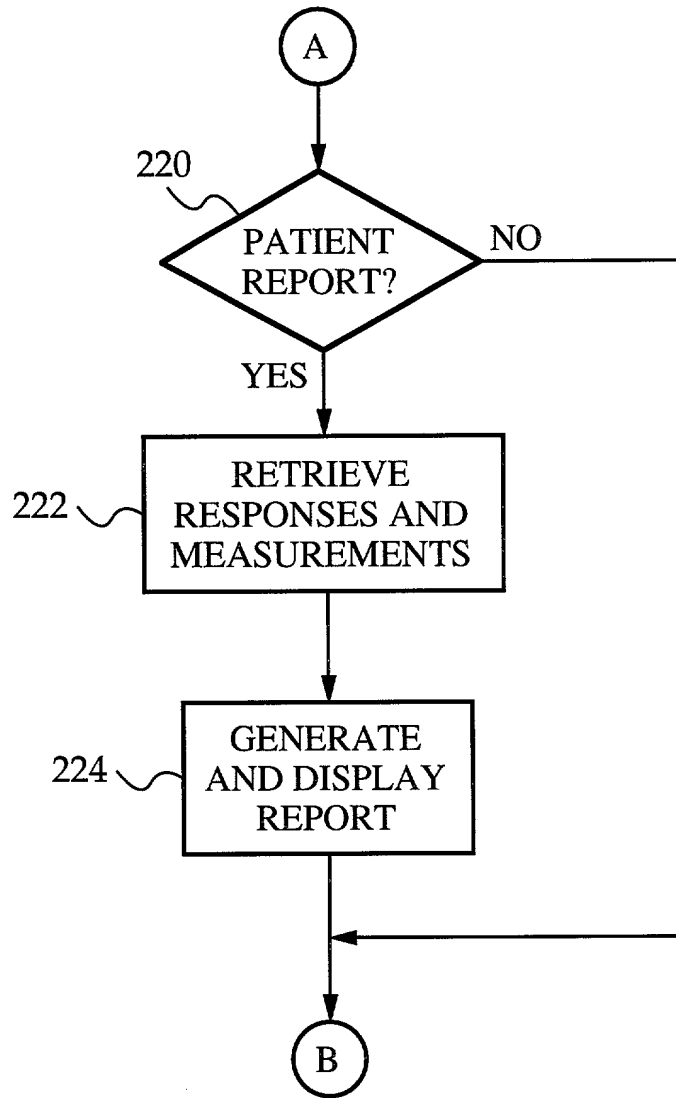 A
220
PATIENT
REPORT?
NO
YES
222
RETRIEVE
RESPONSES AND
MEASUREMENTS
224
GENERATE
AND DISPLAY
REPORT
B